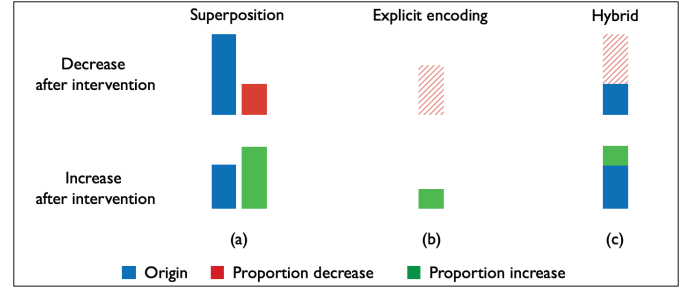 Superposition Explicit encoding Hybrid
Decrease
after intervention
Increase
after intervention
(a) (b) (c)
Origin Proportion decrease Proportion increase